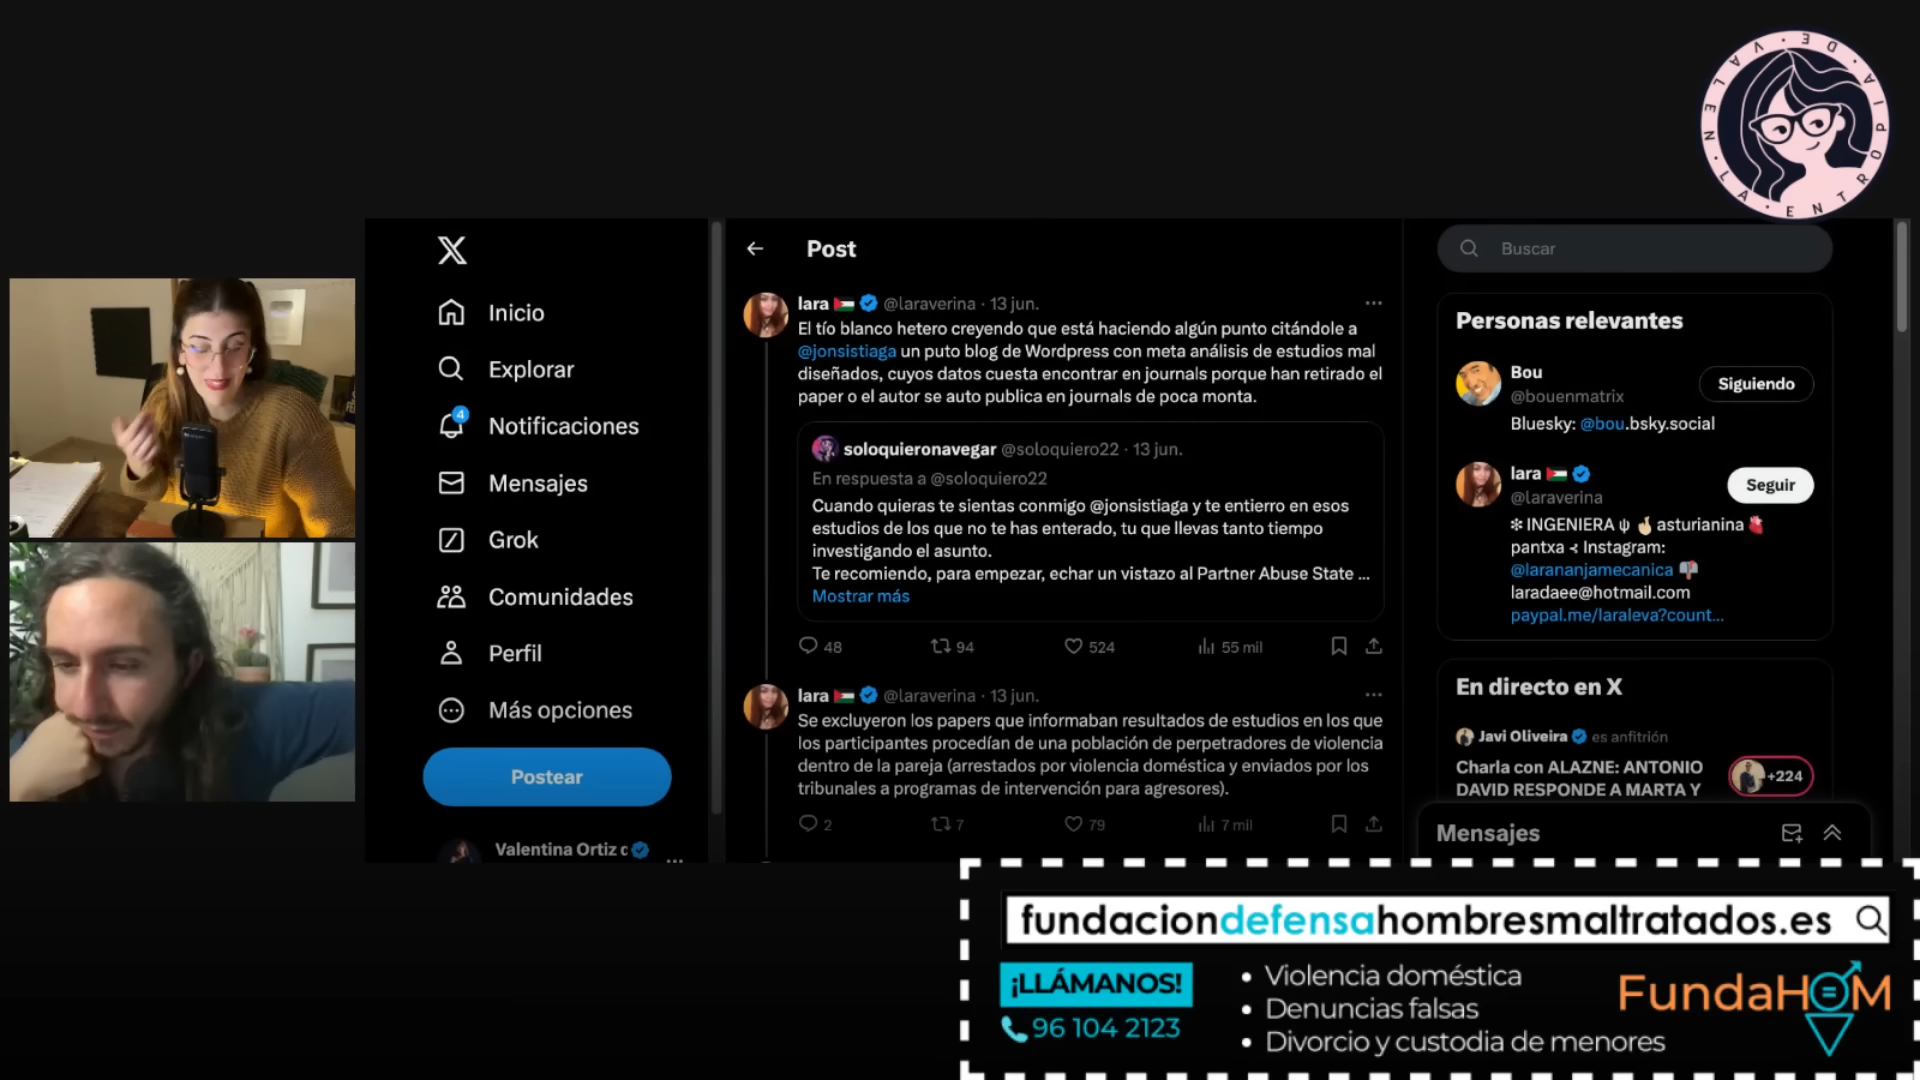 VALEN · DE · LA ENTROPIA
Inicio
Explorar
4
Notificaciones
Mensajes
Grok
Comunidades
Perfil
Más opciones
Postear
Valentina Ortiz
Post
lara @laraverina · 13 jun.
El tío blanco hetero creyendo que está haciendo algún punto citándole a
@jonsistiaga un puto blog de Wordpress con meta análisis de estudios mal
diseñados, cuyos datos cuesta encontrar en journals porque han retirado el
paper o el autor se auto publica en journals de poca monta.
soloquieronavegar @soloquiero22 · 13 jun.
En respuesta a @soloquiero22
Cuando quieras te sientas conmigo @jonsistiaga y te entierro en esos
estudios de los que no te has enterado, tu que llevas tanto tiempo
investigando el asunto.
Te recomiendo, para empezar, echar un vistazo al Partner Abuse State ...
Mostrar más
48 94 524 55 mil
lara @laraverina · 13 jun.
Se excluyeron los papers que informaban resultados de estudios en los que
los participantes procedían de una población de perpetradores de violencia
dentro de la pareja (arrestados por violencia doméstica y enviados por los
tribunales a programas de intervención para agresores).
2 7 79 7 mil
Buscar
Personas relevantes
Bou
@bouenmatrix
Siguiendo
Bluesky: @bou.bsky.social
lara
@laraverina
Seguir
✻ INGENIERA ψ asturianina
pantxa Instagram:
@larananjamecanica
laradaee@hotmail.com
paypal.me/laraleva?count...
En directo en X
Javi Oliveira es anfitrión
Charla con ALAZNE: ANTONIO
DAVID RESPONDE A MARTA Y
+224
Mensajes
fundaciondefensahombresmaltratados.es
¡LLÁMANOS!
96 104 2123
• Violencia doméstica
• Denuncias falsas
• Divorcio y custodia de menores
FundaHOM